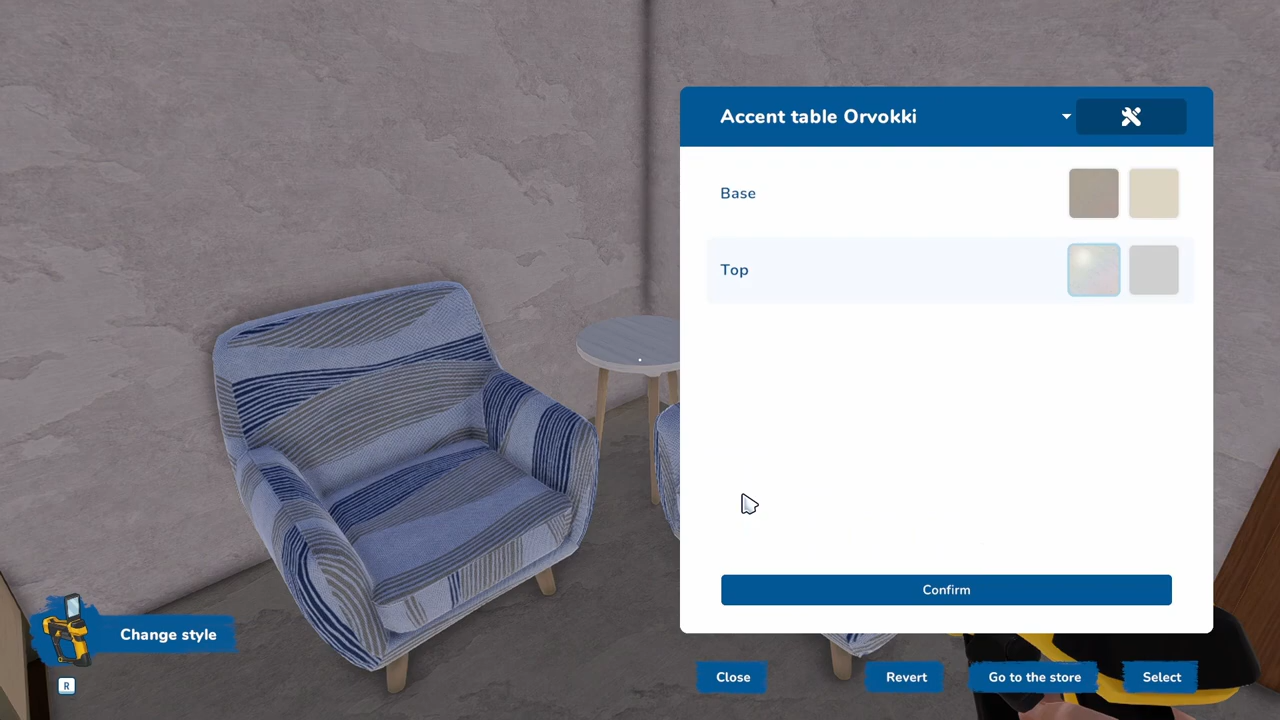 Accent table Orvokki
Base
Top
Confirm
Change style
R
Close
Revert
Go to the store
Select